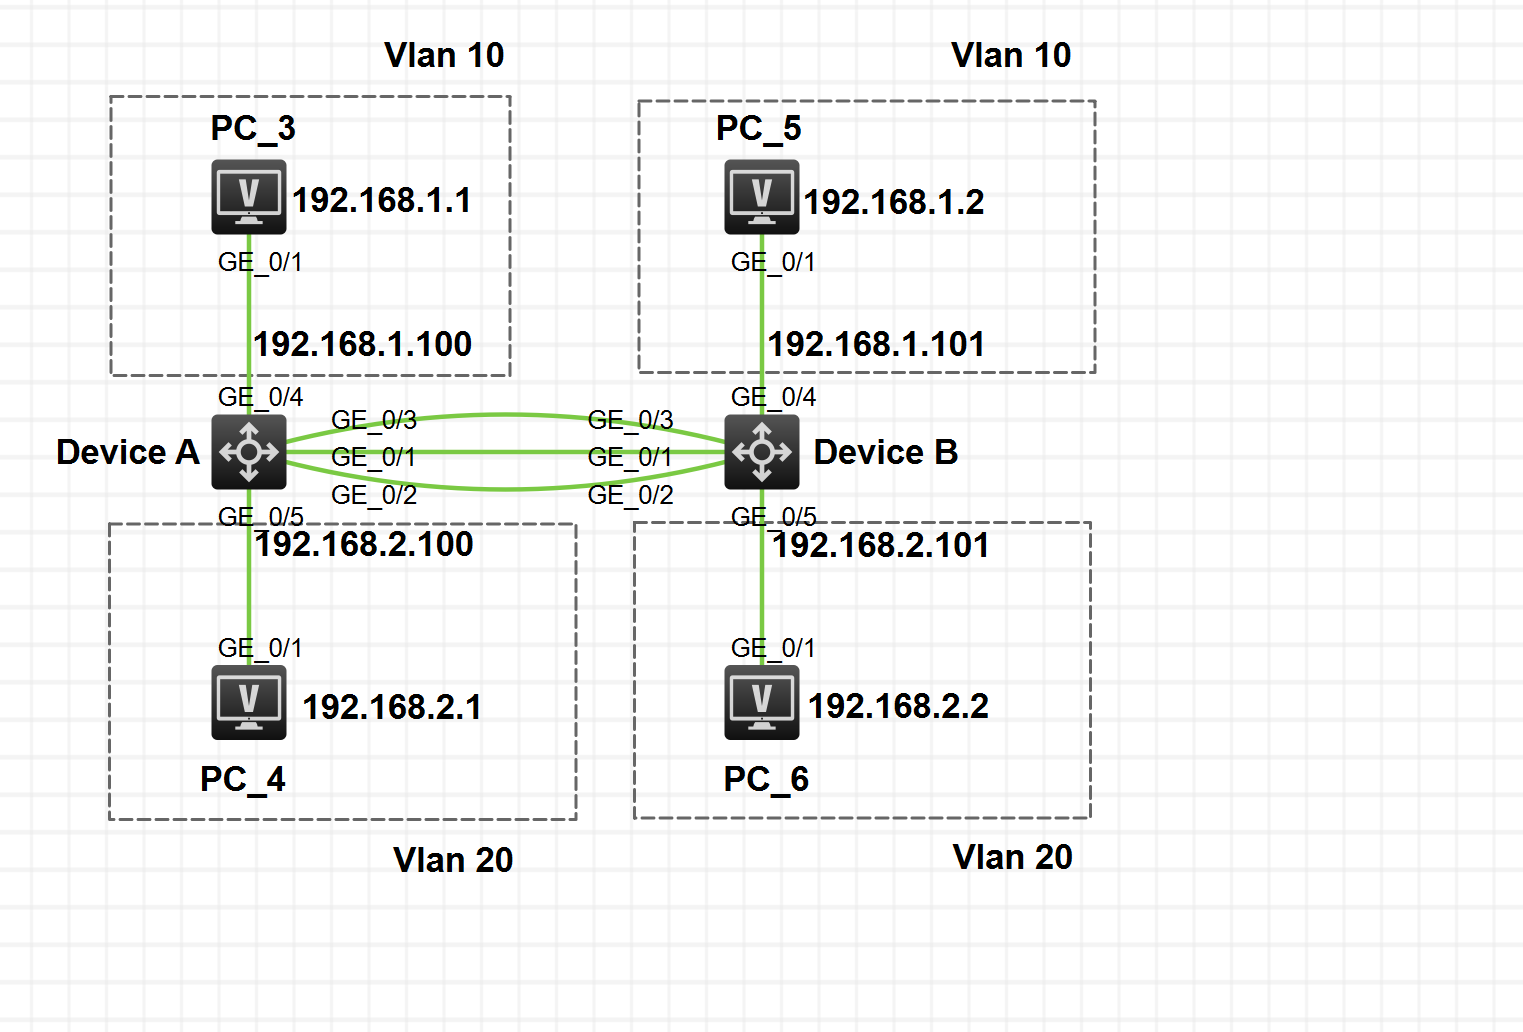 Vlan 10
Vlan 10
PC_3
PC_5
V
192.168.1.1
V
192.168.1.2
GE_0/1
GE_0/1
192.168.1.100
192.168.1.101
GE_0/4
GE_0/4
GE_0/3
GE_0/3
Device A
GE_0/1
GE_0/1
Device B
GE_0/2
GE_0/2
GE_0/5
GE_0/5
192.168.2.100
192.168.2.101
GE_0/1
GE_0/1
V
192.168.2.1
V
192.168.2.2
PC_4
PC_6
Vlan 20
Vlan 20